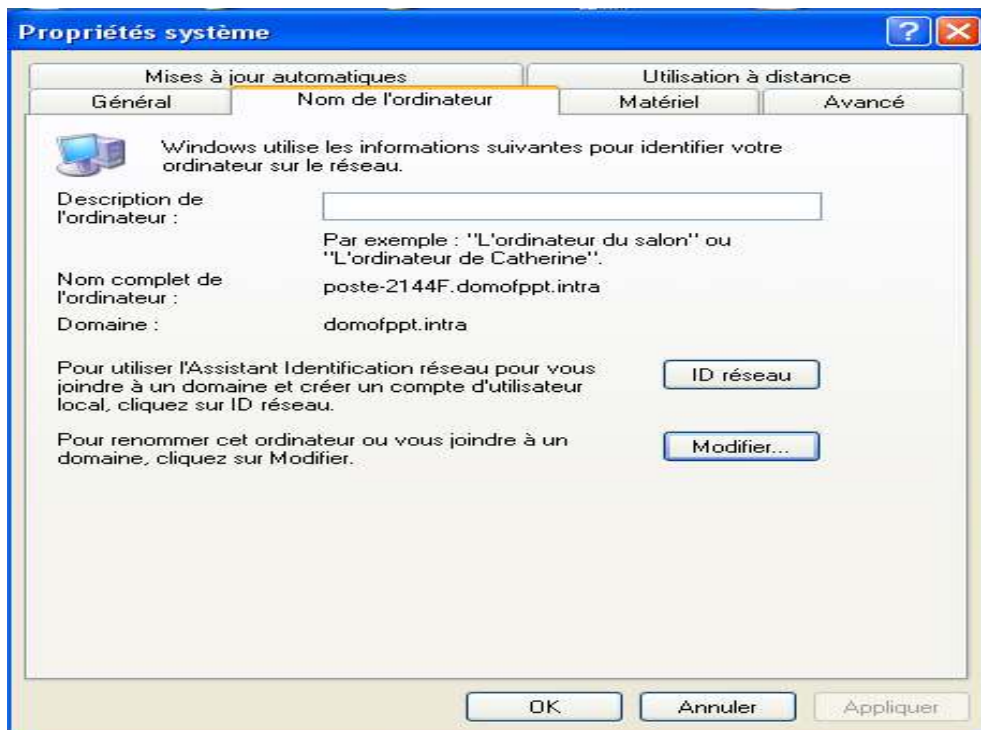 Propriétés système
Mises à jour automatiques
Utilisation à distance
Général
Nom de l'ordinateur
Matériel
Avancé
Windows utilise les informations suivantes pour identifier votre
ordinateur sur le réseau.
Description de
l'ordinateur :
Par exemple : "L'ordinateur du salon" ou
"L'ordinateur de Catherine".
Nom complet de
l'ordinateur :
poste-2144F.domofppt.intra
Domaine :
domofppt.intra
Pour utiliser l'Assistant Identification réseau pour vous
joindre à un domaine et créer un compte d'utilisateur
local, cliquez sur ID réseau.
ID réseau
Pour renommer cet ordinateur ou vous joindre à un
domaine, cliquez sur Modifier.
Modifier...
OK
Annuler
Appliquer